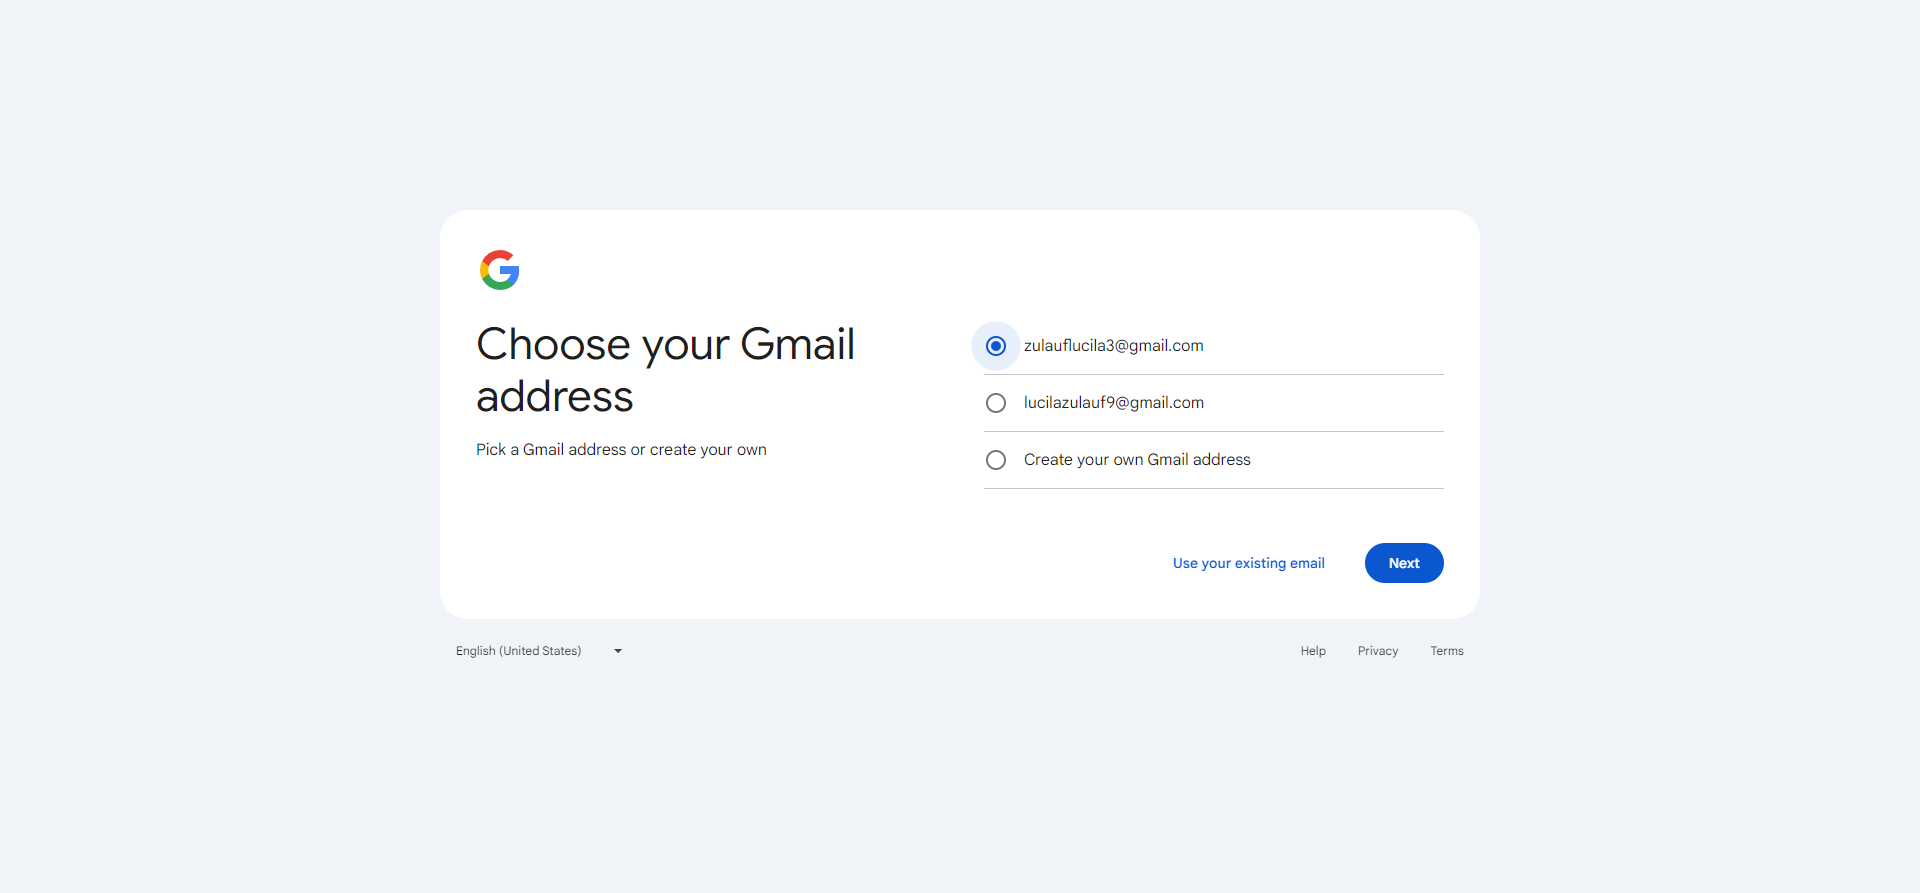 Choose your Gmail
address
Pick a Gmail address or create your own
zulauflucila3@gmail.com
lucilazulauf9@gmail.com
Create your own Gmail address
Use your existing email
Next
English (United States)
Help
Privacy
Terms